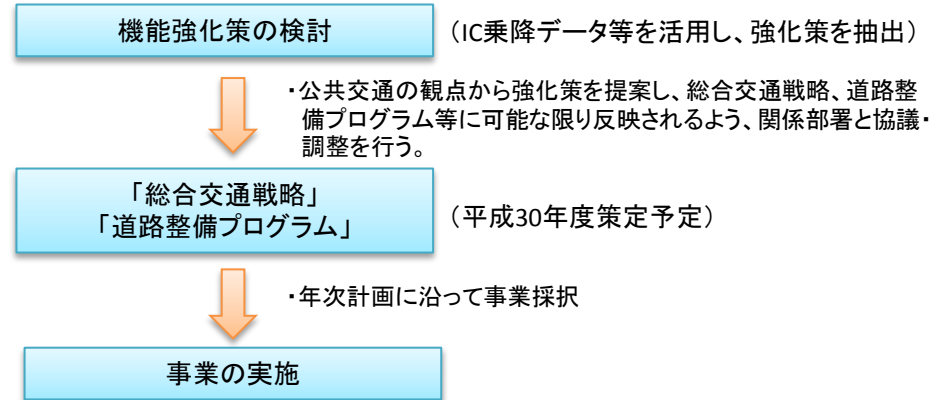 機能強化策の検討
（IC乗降データ等を活用し、強化策を抽出）
・公共交通の観点から強化策を提案し、総合交通戦略、道路整
備プログラム等に可能な限り反映されるよう、関係部署と協議・
調整を行う。
「総合交通戦略」
「道路整備プログラム」
（平成30年度策定予定）
・年次計画に沿って事業採択
事業の実施